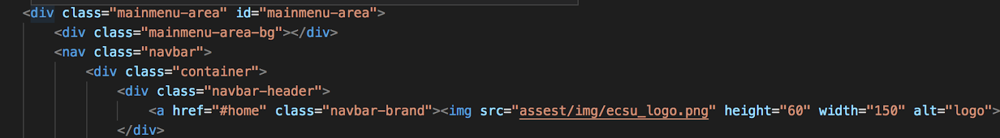 <div class="mainmenu-area" id="mainmenu-area">
<div class="mainmenu-area-bg"></div>
<nav class="navbar">
<div class="container">
<div class="navbar-header">
<a href="#home" class="navbar-brand"><img src="assest/img/ecsu_logo.png" height="60" width="150" alt="logo">
</div>